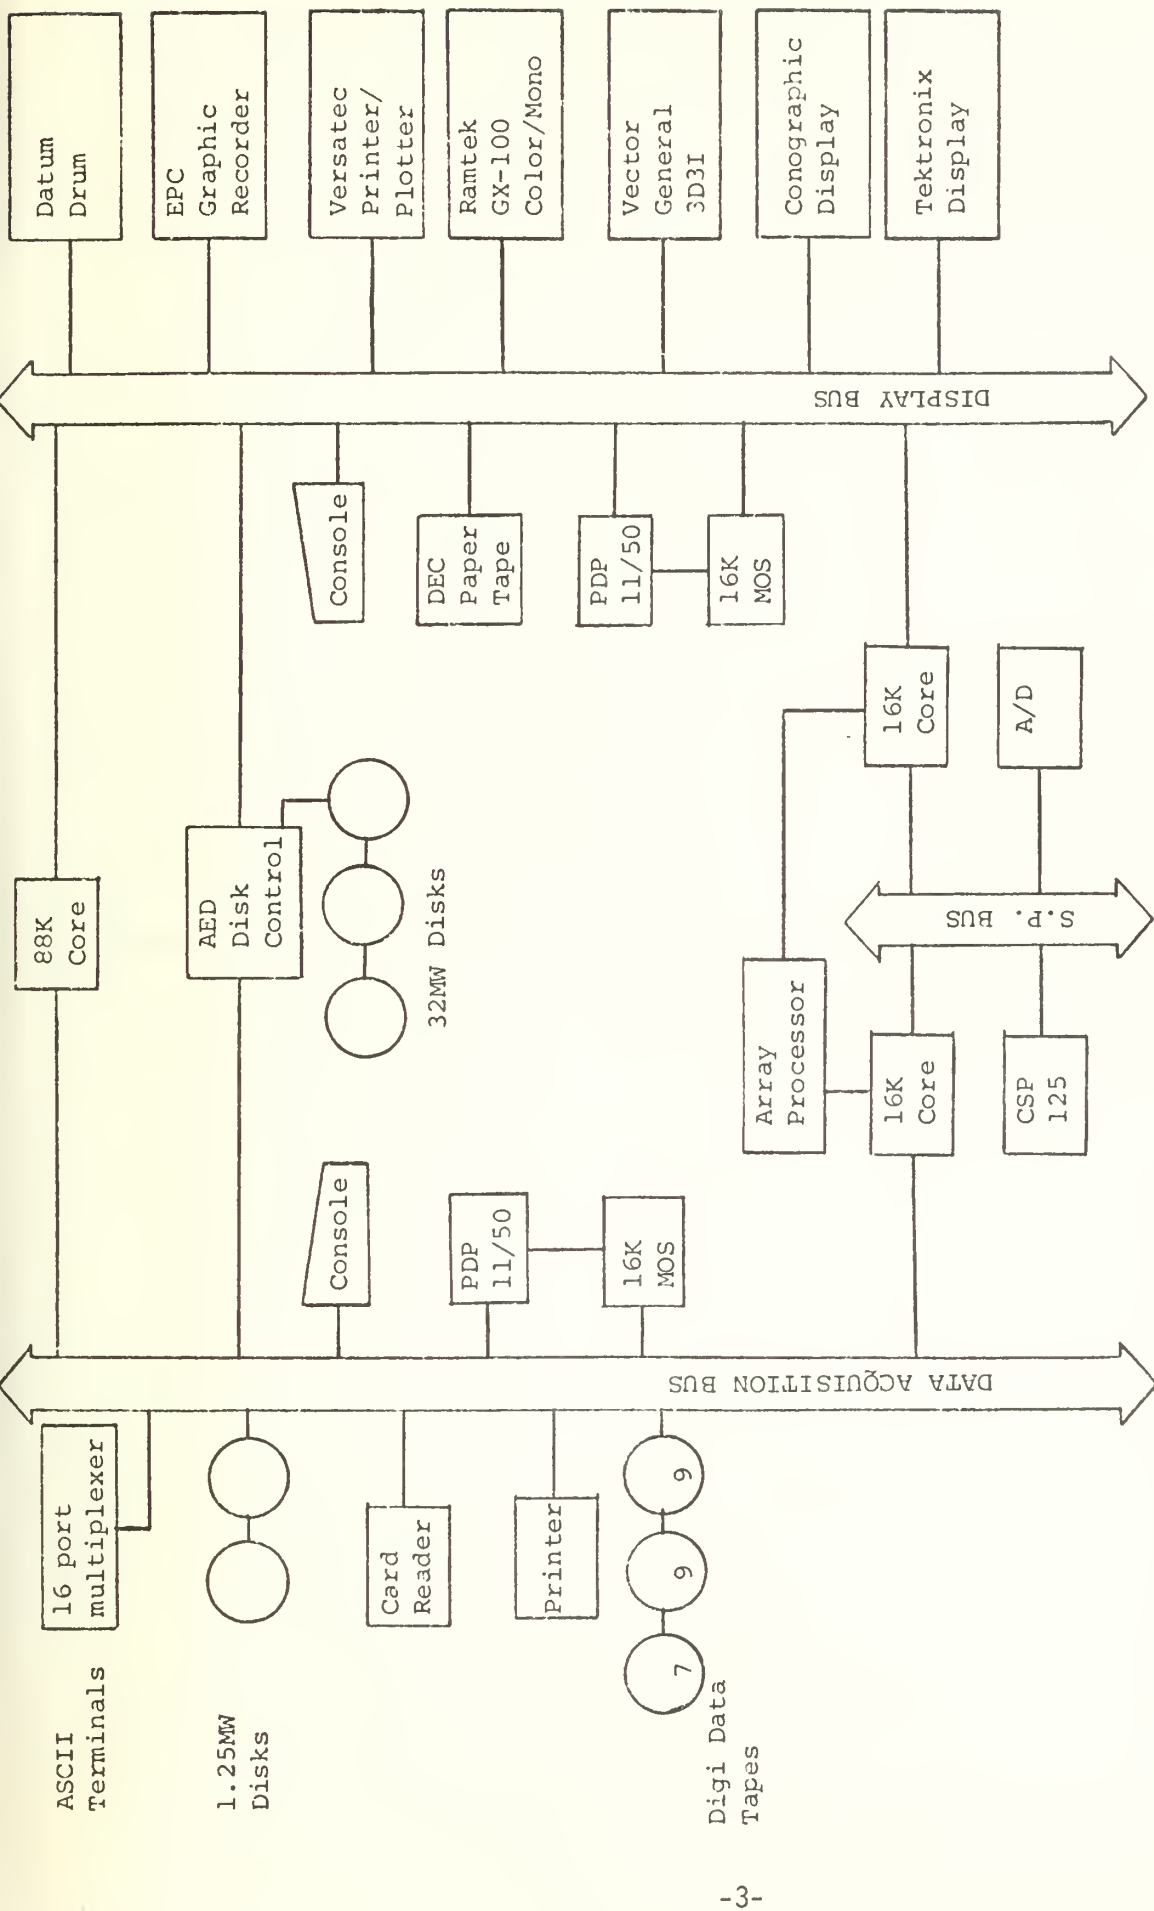 Datum
Drum
EPC
Graphic
Recorder
Versatec
Printer/
Plotter
Ramtek
GX-100
Color/Mono
Vector
General
3D3I
Conographic
Display
Tektronix
Display
DISPLAY BUS
88K
Core
AED
Disk
Control
32MW Disks
Console
DEC
Paper
Tape
PDP
11/50
16K
MOS
16K
Core
A/D
S.P. BUS
Array
Processor
16K
Core
CSP
125
Console
PDP
11/50
16K
MOS
DATA ACQUISITION BUS
16 port
multiplexer
ASCII
Terminals
1.25MW
Disks
Card
Reader
Printer
7
9
9
Digi Data
Tapes
-3-